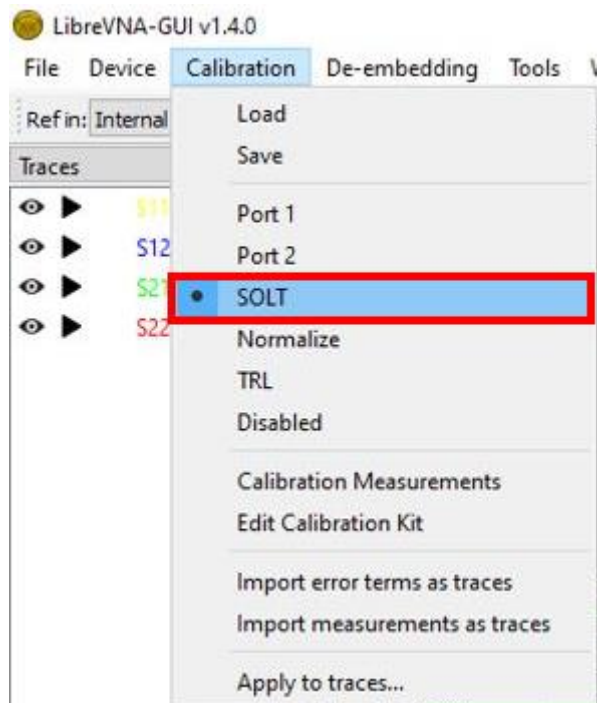 LibreVNA-GUI v1.4.0
File Device Calibration De-embedding Tools
Ref in: Internal
Traces
S11
S12
S21
S22
Load
Save
Port 1
Port 2
SOLT
Normalize
TRL
Disabled
Calibration Measurements
Edit Calibration Kit
Import error terms as traces
Import measurements as traces
Apply to traces...